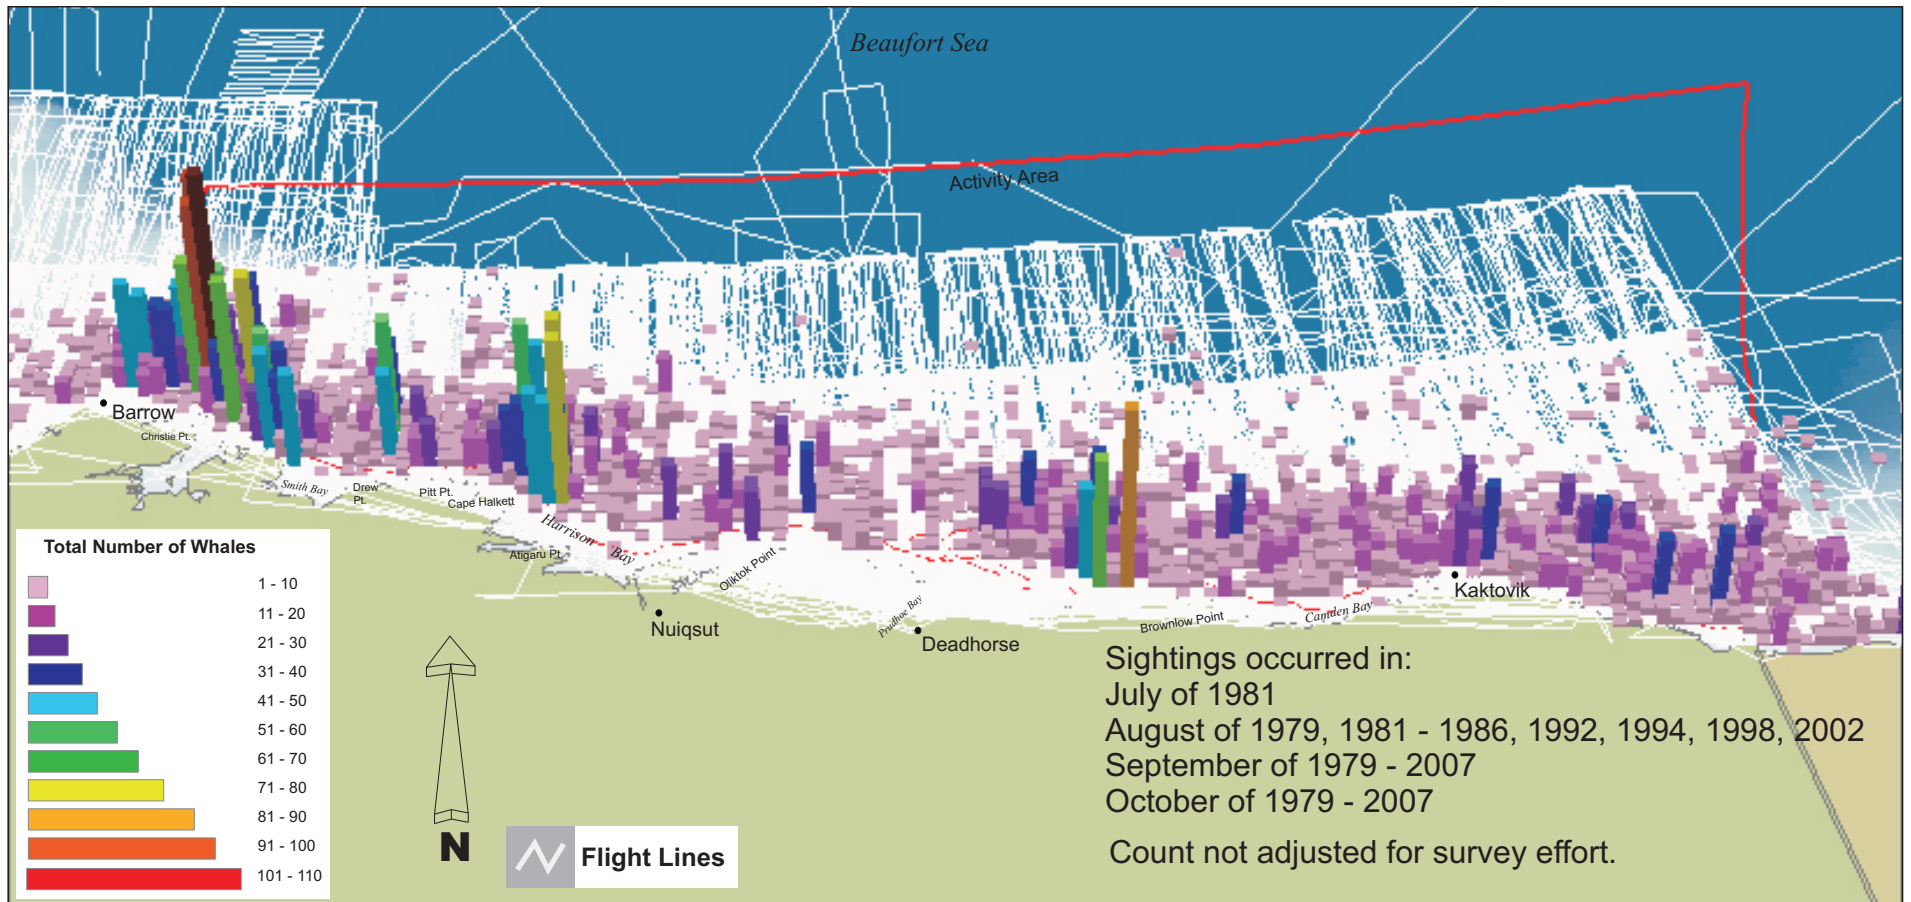 Beaufort Sea
Activity Area
Barrow
Christie Pt.
Smith Bay
Drew
Pt.
Pitt Pt.
Cape Halkett
Harrison Bay
Atigaru Pt.
Oliktok Point
Nuiqsut
Prudhoe Bay
Deadhorse
Brownlow Point
Camden Bay
Kaktovik
Total Number of Whales
1 - 10
11 - 20
21 - 30
31 - 40
41 - 50
51 - 60
61 - 70
71 - 80
81 - 90
91 - 100
101 - 110
N
Flight Lines
Sightings occurred in:
July of 1981
August of 1979, 1981 - 1986, 1992, 1994, 1998, 2002
September of 1979 - 2007
October of 1979 - 2007
Count not adjusted for survey effort.